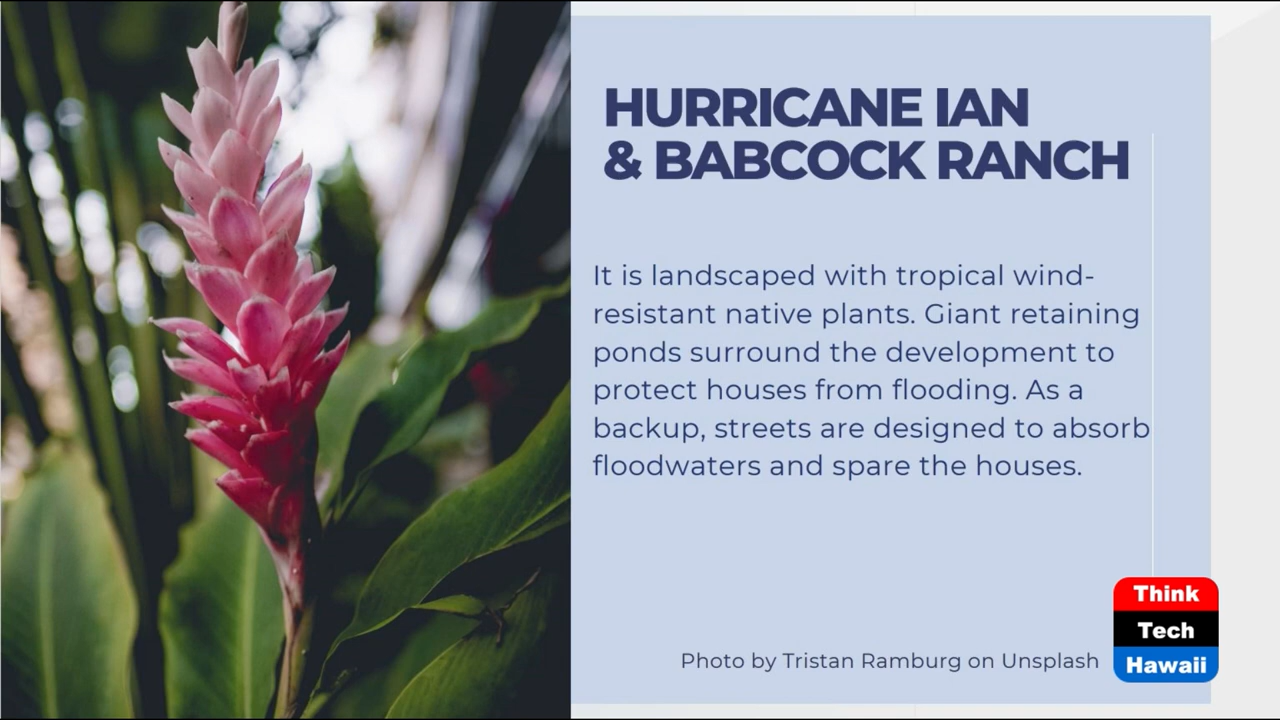 HURRICANE IAN
& BABCOCK RANCH
It is landscaped with tropical wind-
resistant native plants. Giant retaining
ponds surround the development to
protect houses from flooding. As a
backup, streets are designed to absorb
floodwaters and spare the houses.
Photo by Tristan Ramburg on Unsplash
Think
Tech
Hawaii